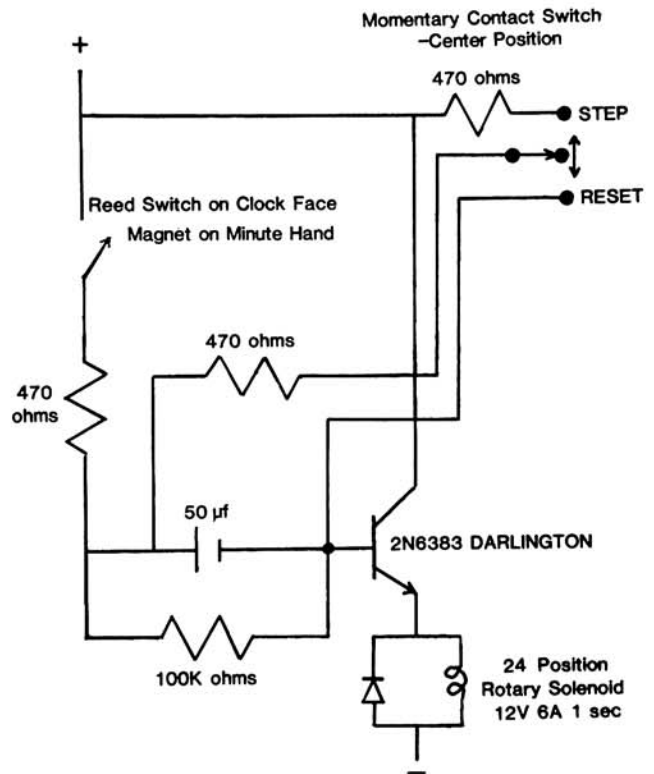 Momentary Contact Switch
-Center Position
+
470 ohms
STEP
RESET
Reed Switch on Clock Face
Magnet on Minute Hand
470 ohms
470
ohms
50 µf
2N6383 DARLINGTON
100K ohms
24 Position
Rotary Solenoid
12V 6A 1 sec
–